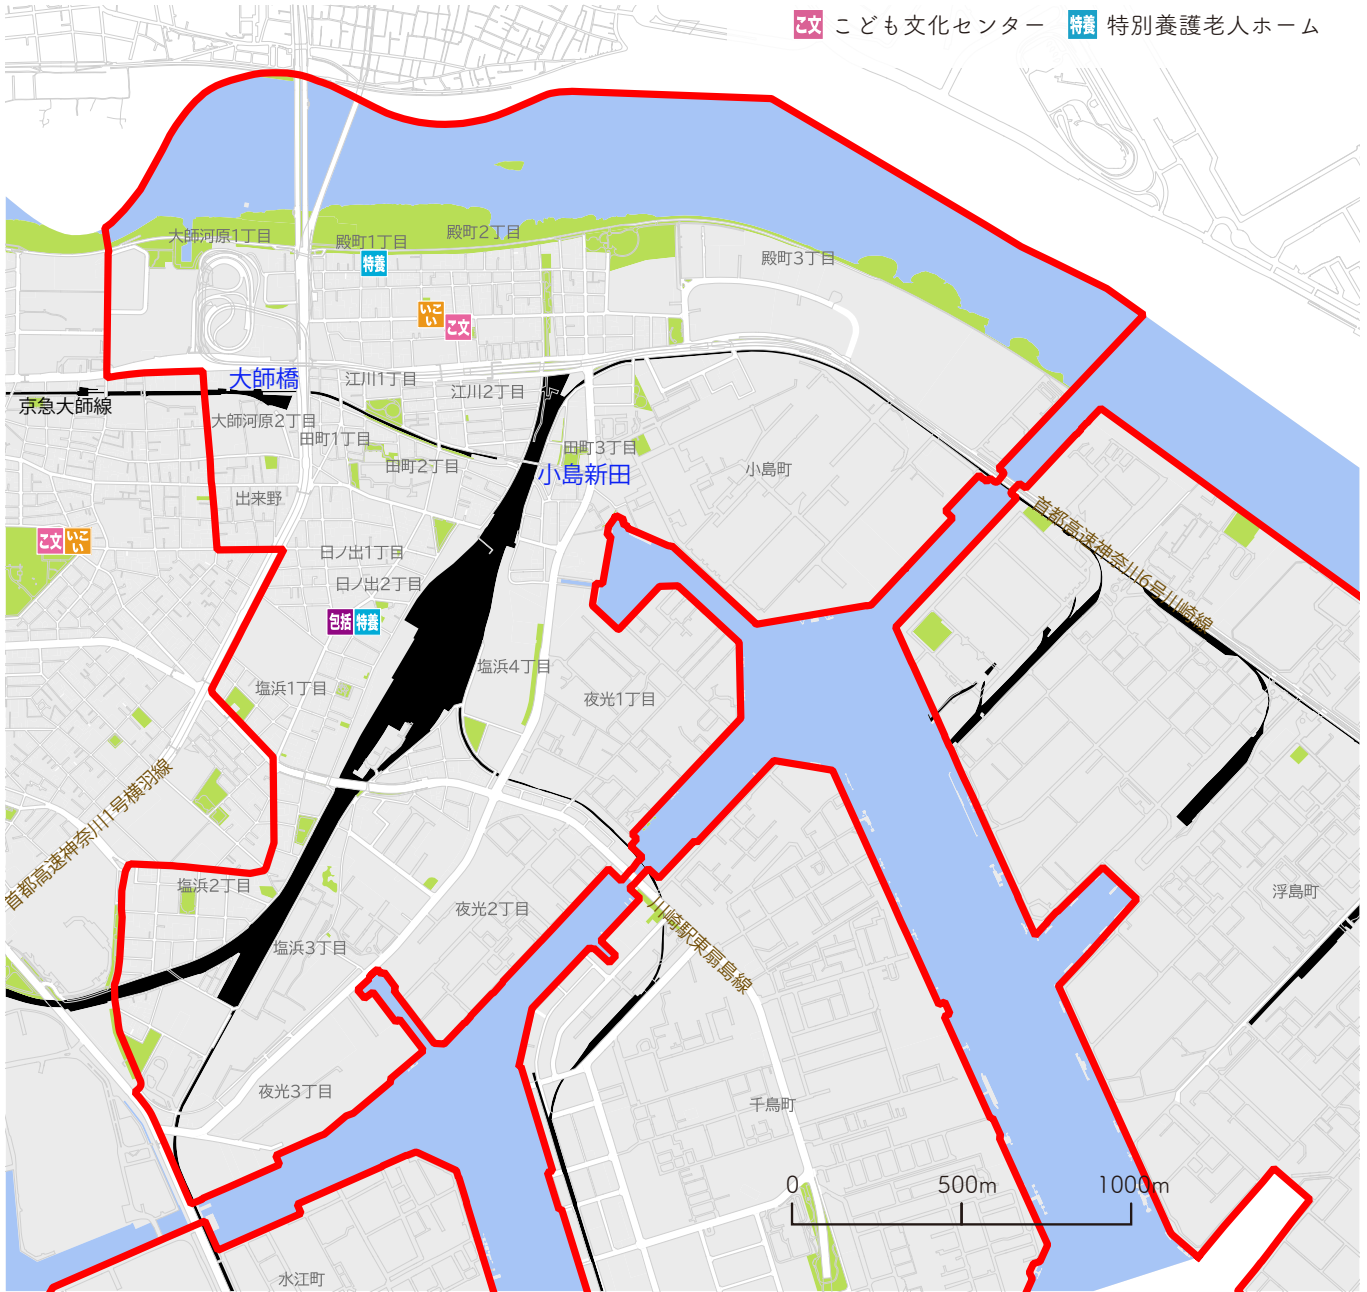 こ文 こども文化センター 特養 特別養護老人ホーム
大師河原1丁目
殿町1丁目
殿町2丁目
殿町3丁目
特養
いこい
こ文
大師橋
京急大師線
江川1丁目
江川2丁目
大師河原2丁目
田町1丁目
田町2丁目
田町3丁目
小島新田
小島町
出来野
首都高速神奈川6号川崎線
こ文
いこい
日ノ出1丁目
日ノ出2丁目
包括
特養
塩浜4丁目
塩浜1丁目
夜光1丁目
首都高速神奈川1号横羽線
塩浜2丁目
夜光2丁目
浮島町
川崎駅東扇島線
塩浜3丁目
夜光3丁目
千鳥町
0 500m 1000m
水江町